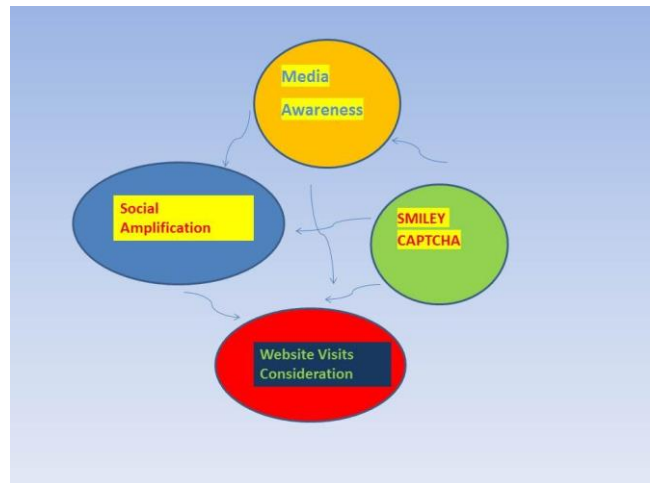 Media
Awareness
Social
Amplification
SMILEY
CAPTCHA
Website Visits
Consideration